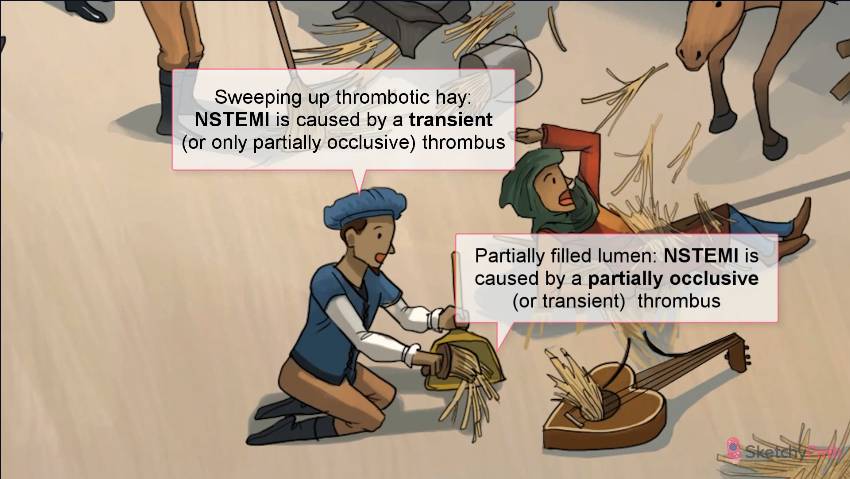 Sweeping up thrombotic hay:
NSTEMI is caused by a transient
(or only partially occlusive) thrombus
Partially filled lumen: NSTEMI is
caused by a partially occlusive
(or transient) thrombus
SketchyPath